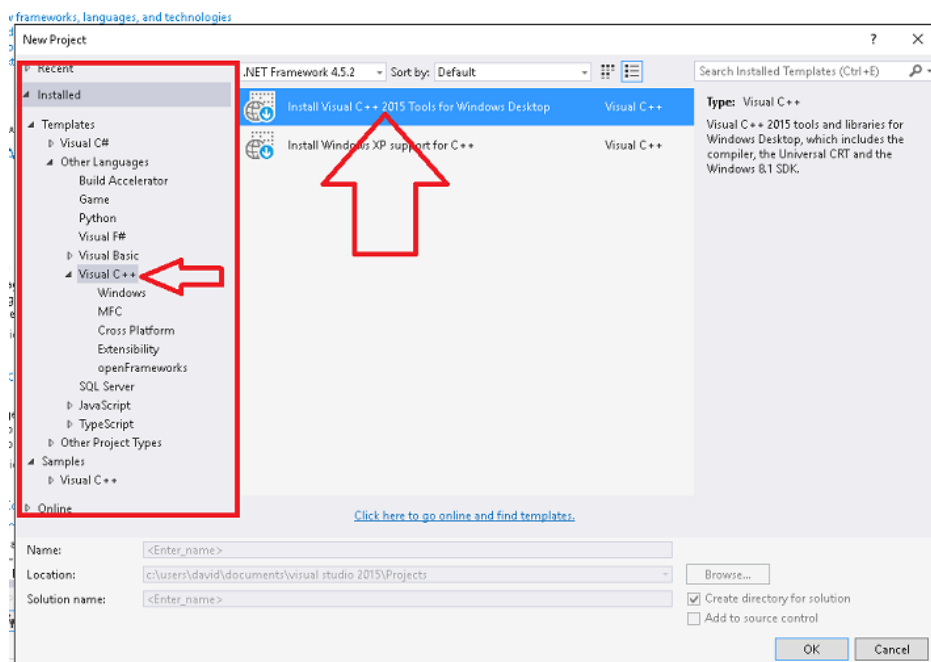 frameworks, languages, and technologies
New Project
?
Recent
.NET Framework 4.5.2
Sort by: Default
Search Installed Templates (Ctrl+E)
Installed
Templates
Visual C#
Other Languages
Build Accelerator
Game
Python
Visual F#
Visual Basic
Visual C++
Windows
MFC
Cross Platform
Extensibility
openFrameworks
SQL Server
JavaScript
TypeScript
Other Project Types
Samples
Visual C++
Online
Install Visual C++ 2015 Tools for Windows Desktop Visual C++
Install Windows XP support for C++ Visual C++
Type: Visual C++
Visual C++ 2015 tools and libraries for
Windows Desktop, which includes the
compiler, the Universal CRT and the
Windows 8.1 SDK.
Click here to go online and find templates.
Name: <Enter_name>
Location: c:\users\david\documents\visual studio 2015\Projects
Browse...
Solution name: <Enter_name>
Create directory for solution
Add to source control
OK
Cancel